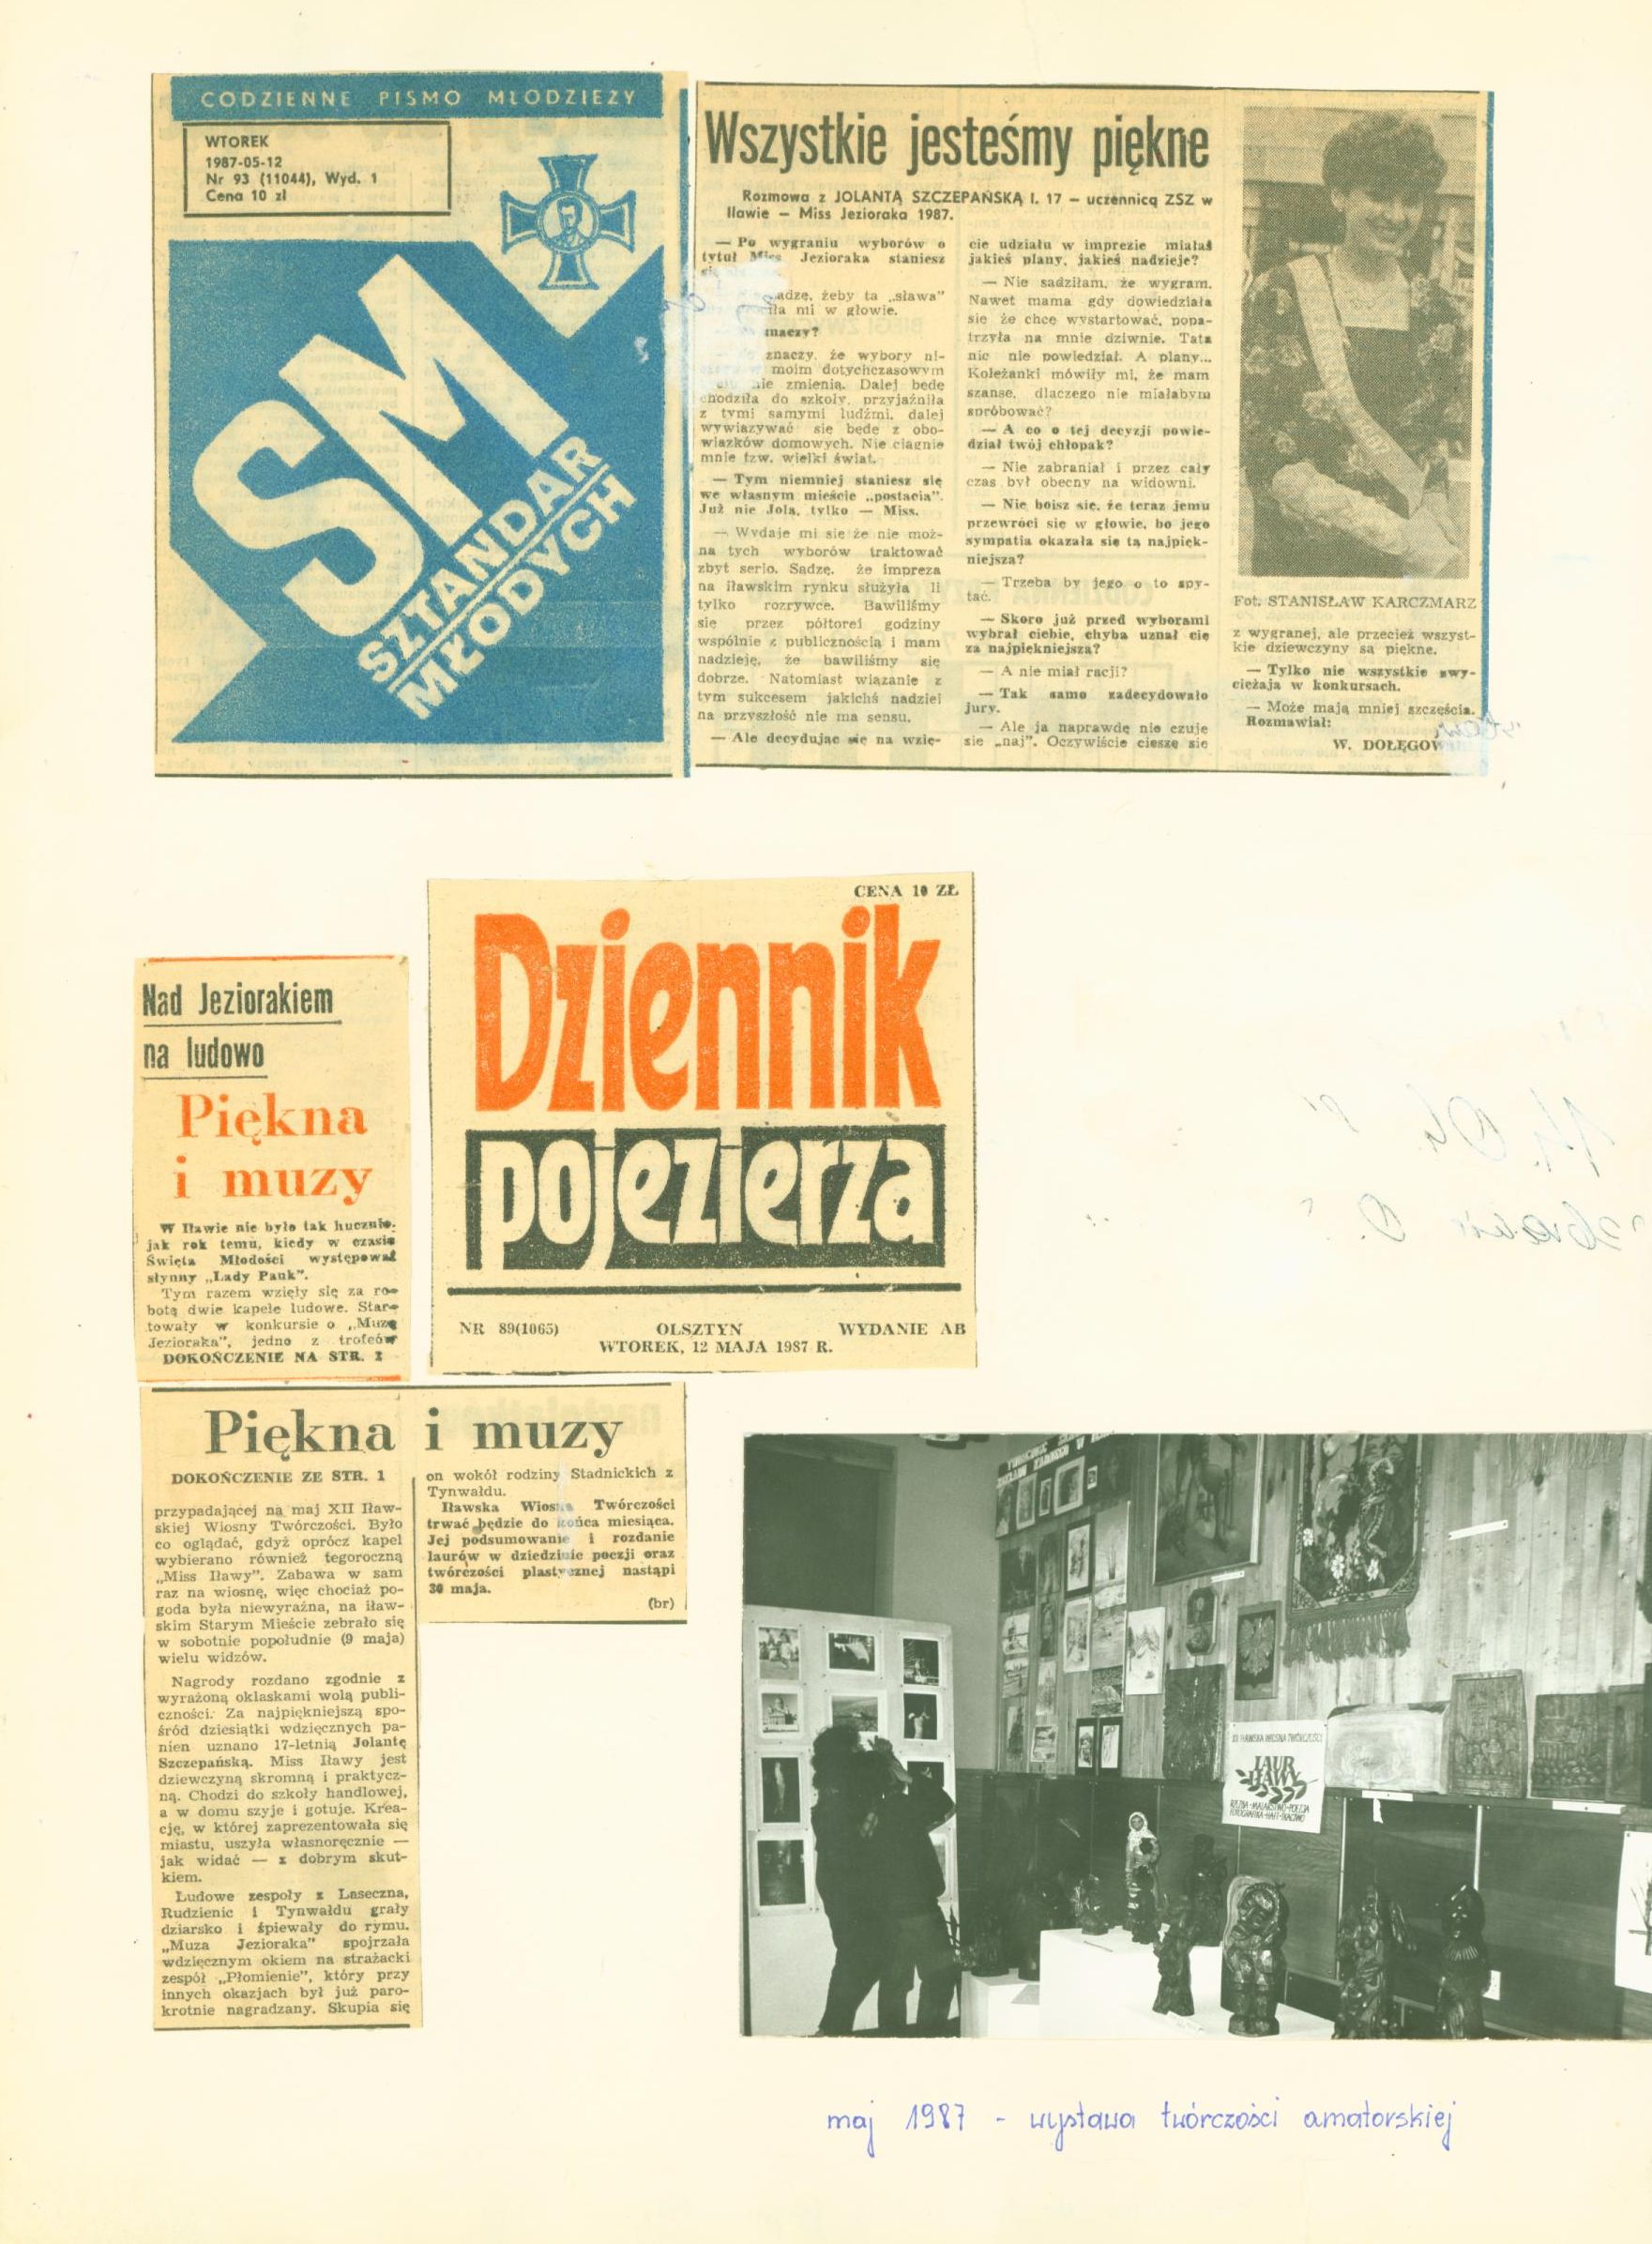 CODZIENNE PISMO MŁODZIEŻY
WTOREK
1987-05-12
Nr 93 (11044), Wyd. 1
Cena 10 zł
SM
SZTANDAR
MŁODYCH
Wszystkie jesteśmy piękne
Rozmowa z JOLANTĄ SZCZEPAŃSKĄ l. 17 – uczennicą ZSZ w
Iławie – Miss Jezioraka 1987.
— Po wygraniu wyborów o
tytuł Miss Jezioraka staniesz
żeby ta „sława"
mi w głowie.
znaczy?
znaczy, że wybory ni-
moim dotychczasowym
nie zmienią. Dalej będę
chodziła do szkoły, przyjaźniła
z tymi samymi ludźmi, dalej
wywiązywać się będę z obo-
wiązków domowych. Nie ciągnie
mnie tzw. wielki świat.
— Tym niemniej staniesz się
we własnym mieście „postacią".
Już nie Jola, tylko — Miss.
— Wydaje mi się że nie moż-
na tych wyborów traktować
zbyt serio. Sądzę, że impreza
na iławskim rynku służyła li
tylko rozrywce. Bawiliśmy
się przez półtorej godziny
wspólnie z publicznością i mam
nadzieję, że bawiliśmy się
dobrze. Natomiast wiązanie z
tym sukcesem jakichś nadziei
na przyszłość nie ma sensu.
— Ale decydując się na wzię-
cie udziału w imprezie miałaś
jakieś plany, jakieś nadzieje?
— Nie sądziłam, że wygram.
Nawet mama gdy dowiedziała
się że chcę wystartować, popa-
trzyła na mnie dziwnie. Tata
nic nie powiedział. A plany...
Koleżanki mówiły mi, że mam
szanse, dlaczego nie miałabym
spróbować?
— A co o tej decyzji powie-
dział twój chłopak?
— Nie zabraniał i przez cały
czas był obecny na widowni.
— Nie boisz się, że teraz jemu
przewróci się w głowie, bo jego
sympatia okazała się tą najpięk-
niejszą?
— Trzeba by jego o to spy-
tać.
— Skoro już przed wyborami
wybrał ciebie, chyba uznał cię
za najpiękniejszą?
— A nie miał racji?
— Tak samo zadecydowało
jury.
— Ale ja naprawdę nie czuję
się „naj". Oczywiście cieszę się
Fot. STANISŁAW KARCZMARZ
z wygranej, ale przecież wszyst-
kie dziewczyny są piękne.
— Tylko nie wszystkie zwy-
ciężają w konkursach.
— Może mają mniej szczęścia.
Rozmawiał:
W. DOŁĘGOW
CENA 10 ZŁ
Dziennik
pojezierza
NR 89(1065) OLSZTYN WYDANIE AB
WTOREK, 12 MAJA 1987 R.
Nad Jeziorakiem
na ludowo
Piękna
i muzy
W Iławie nie było tak hucznie,
jak rok temu, kiedy w czasie
Święta Młodości występował
słynny „Lady Pank".
Tym razem wzięły się za ro-
botę dwie kapele ludowe. Star-
towały w konkursie o „Muzę
Jezioraka", jedno z trofeów
DOKOŃCZENIE NA STR. 2
Piękna i muzy
DOKOŃCZENIE ZE STR. 1
przypadającej na maj XII Iław-
skiej Wiosny Twórczości. Było
co oglądać, gdyż oprócz kapel
wybierano również tegoroczną
„Miss Iławy". Zabawa w sam
raz na wiosnę, więc chociaż po-
goda była niewyraźna, na iław-
skim Starym Mieście zebrało się
w sobotnie popołudnie (9 maja)
wielu widzów.
Nagrody rozdano zgodnie z
wyrażoną oklaskami wolą publi-
czności. Za najpiękniejszą spo-
śród dziesiątki wdzięcznych pa-
nien uznano 17-letnią Jolantę
Szczepańską. Miss Iławy jest
dziewczyną skromną i praktycz-
ną. Chodzi do szkoły handlowej,
a w domu szyje i gotuje. Krea-
cję, w której zaprezentowała się
miastu, uszyła własnoręcznie —
jak widać — z dobrym skut-
kiem.
Ludowe zespoły z Laseczna,
Rudzienic i Tynwałdu grały
dziarsko i śpiewały do rymu.
„Muza Jezioraka" spojrzała
wdzięcznym okiem na strażacki
zespół „Płomienie", który przy
innych okazjach był już paro-
krotnie nagradzany. Skupia się
on wokół rodziny Stadnickich z
Tynwałdu.
Iławska Wiosna Twórczości
trwać będzie do końca miesiąca.
Jej podsumowanie i rozdanie
laurów w dziedzinie poezji oraz
twórczości plastycznej nastąpi
30 maja.
(br)
XII IŁAWSKA WIOSNA TWÓRCZOŚCI
LAUR
IŁAWY
RZEŹBA-MALARSTWO-POEZJA
FOTOGRAFIKA-HAFT-TKACTWO
maj 1987 - wystawa twórczości amatorskiej